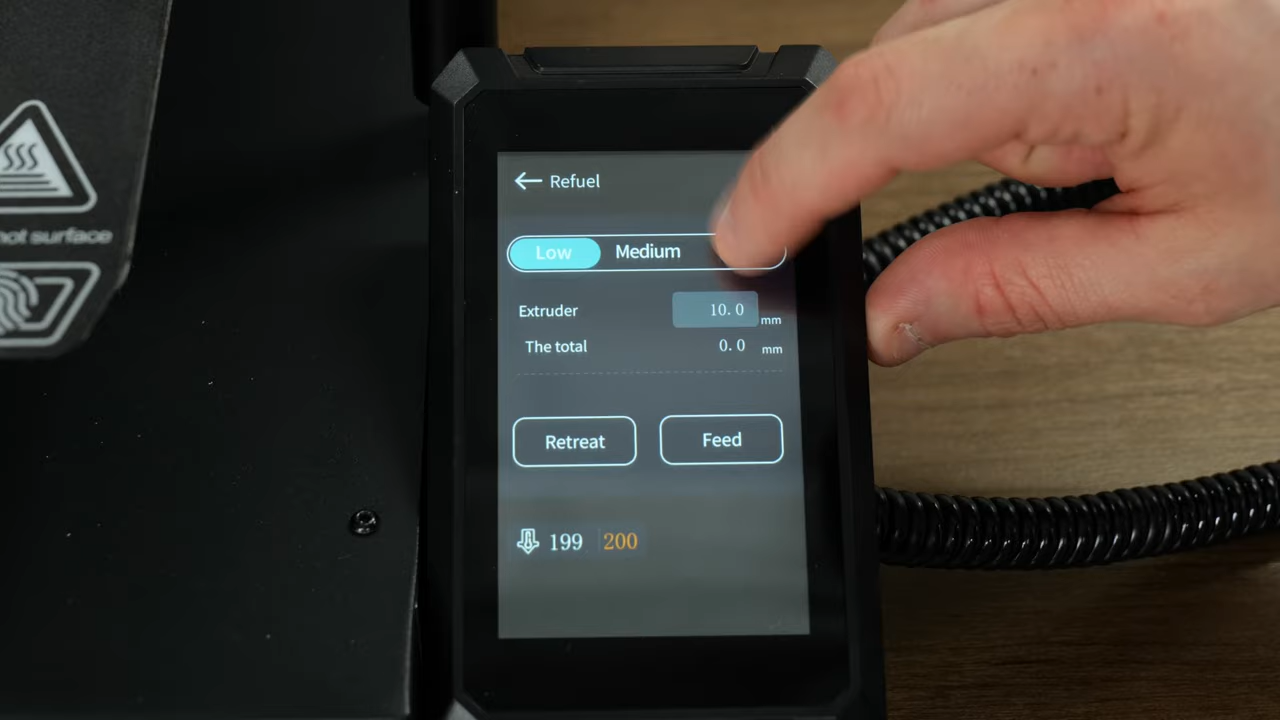 hot surface
Refuel
Low Medium
Extruder 10.0 mm
The total 0.0 mm
Retreat Feed
199 200